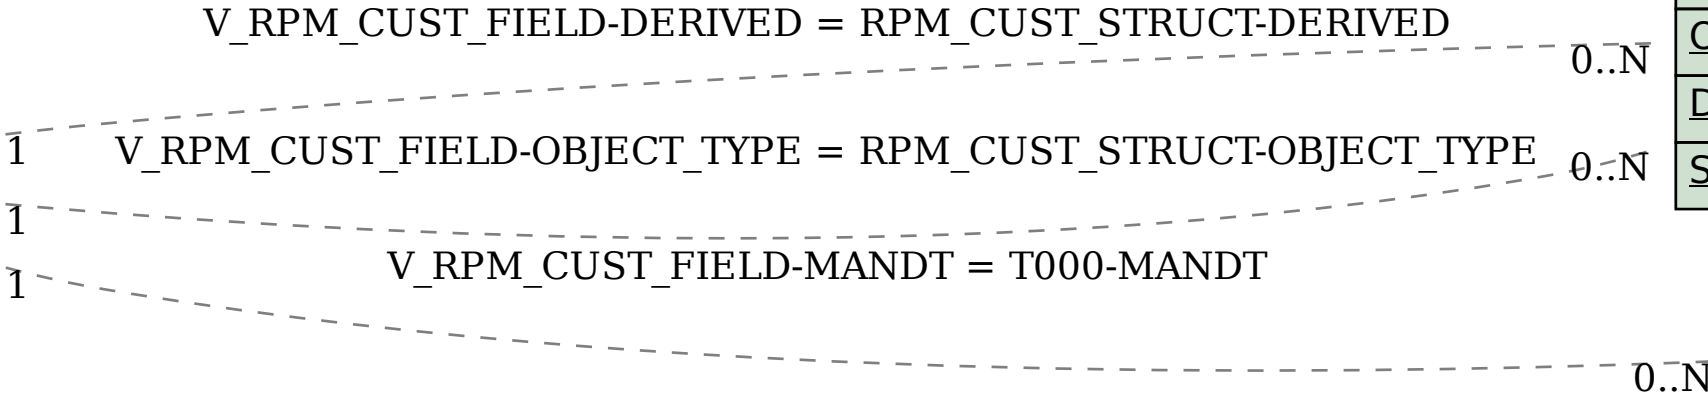 V_RPM_CUST_FIELD-DERIVED = RPM_CUST_STRUCT-DERIVED
0..N
1
V_RPM_CUST_FIELD-OBJECT_TYPE = RPM_CUST_STRUCT-OBJECT_TYPE
0..N
1
V_RPM_CUST_FIELD-MANDT = T000-MANDT
1
0..N